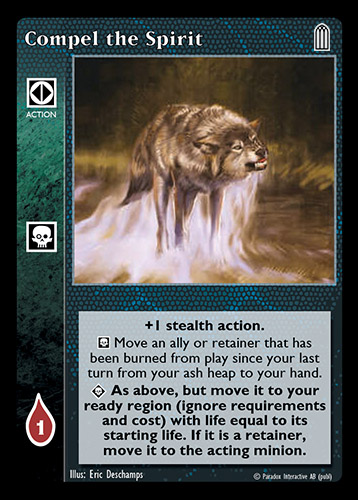 Compel the Spirit
ACTION
+1 stealth action.
Move an ally or retainer that has
been burned from play since your last
turn from your ash heap to your hand.
As above, but move it to your
ready region (ignore requirements
and cost) with life equal to its
starting life. If it is a retainer,
move it to the acting minion.
1
Illus: Eric Deschamps
© Paradox Interactive AB (publ)